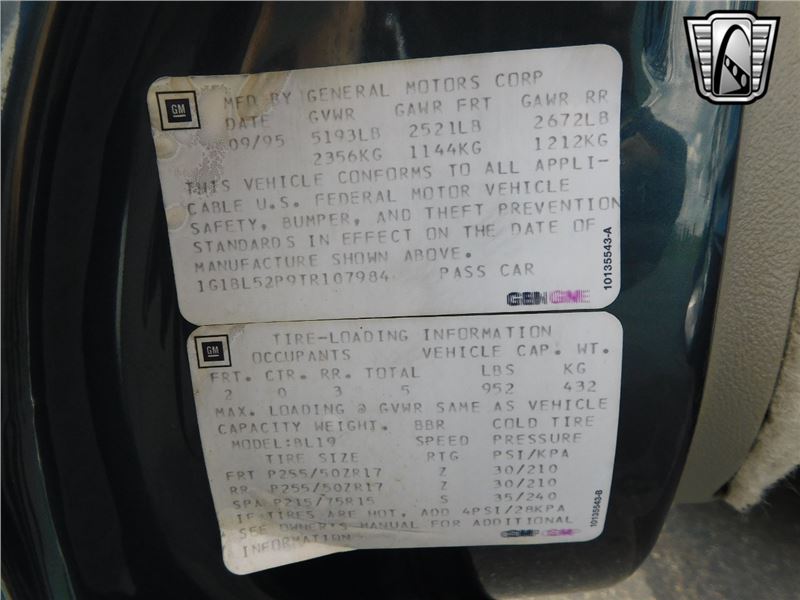 GM
MFD BY GENERAL MOTORS CORP
DATE GVWR GAWR FRT GAWR RR
09/95 5193LB 2521LB 2672LB
2356KG 1144KG 1212KG
THIS VEHICLE CONFORMS TO ALL APPLI-
CABLE U.S. FEDERAL MOTOR VEHICLE
SAFETY, BUMPER, AND THEFT PREVENTION
STANDARDS IN EFFECT ON THE DATE OF
MANUFACTURE SHOWN ABOVE.
1G1BL52P9TR107984 PASS CAR
10135543-A
GM
TIRE-LOADING INFORMATION
OCCUPANTS VEHICLE CAP. WT.
FRT. CTR. RR. TOTAL LBS KG
2 0 3 5 952 432
MAX. LOADING @ GVWR SAME AS VEHICLE
CAPACITY WEIGHT. BBR COLD TIRE
MODEL:BL19 SPEED PRESSURE
TIRE SIZE RTG PSI/KPA
FRT P255/50ZR17 Z 30/210
RR P255/50ZR17 Z 30/210
SPA P215/75R15 S 35/240
IF TIRES ARE HOT, ADD 4PSI/28KPA
SEE OWNER'S MANUAL FOR ADDITIONAL
INFORMATION
10135543-B